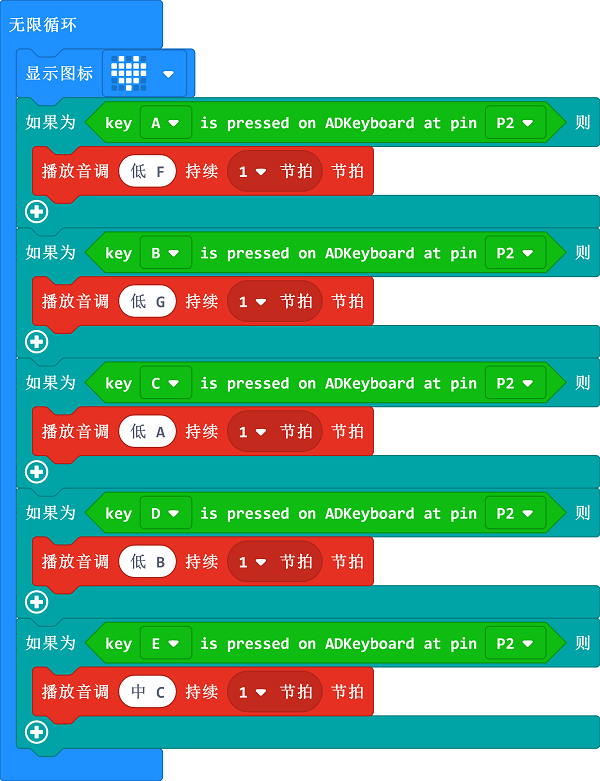 无限循环
显示图标
如果为 key A is pressed on ADKeyboard at pin P2 则
播放音调 低 F 持续 1 节拍 节拍
如果为 key B is pressed on ADKeyboard at pin P2 则
播放音调 低 G 持续 1 节拍 节拍
如果为 key C is pressed on ADKeyboard at pin P2 则
播放音调 低 A 持续 1 节拍 节拍
如果为 key D is pressed on ADKeyboard at pin P2 则
播放音调 低 B 持续 1 节拍 节拍
如果为 key E is pressed on ADKeyboard at pin P2 则
播放音调 中 C 持续 1 节拍 节拍